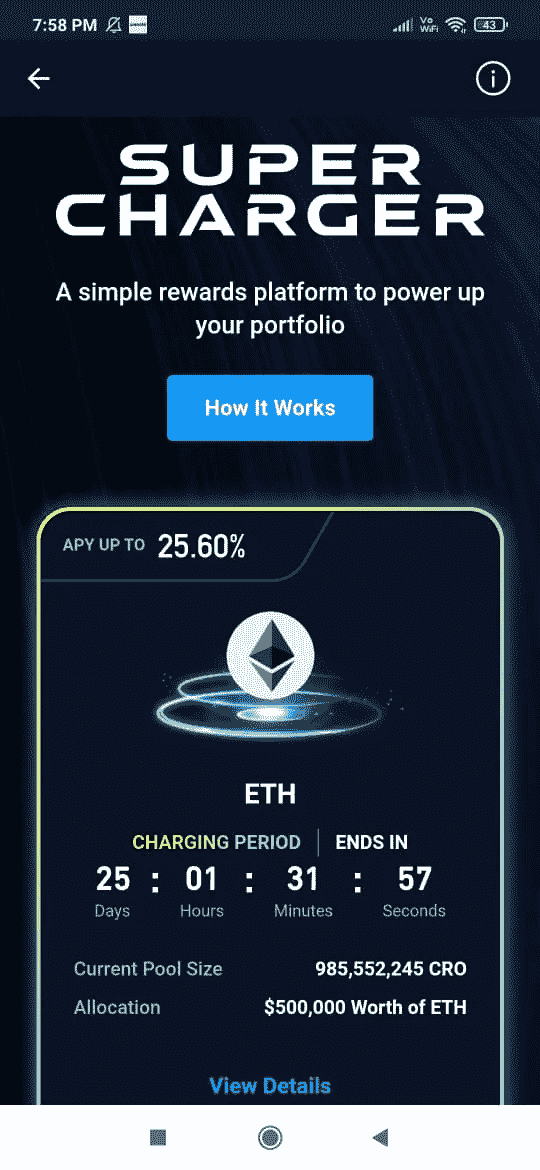 7:58 PM
Vo
WiFi
43
SUPER
CHARGER
A simple rewards platform to power up
your portfolio
How It Works
APY UP TO 25.60%
ETH
CHARGING PERIOD | ENDS IN
25 : 01 : 31 : 57
Days Hours Minutes Seconds
Current Pool Size 985,552,245 CRO
Allocation $500,000 Worth of ETH
View Details